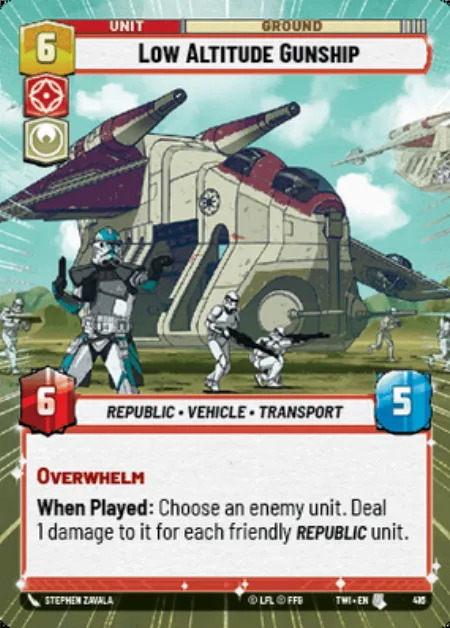 UNIT
GROUND
6
LOW ALTITUDE GUNSHIP
6
REPUBLIC • VEHICLE • TRANSPORT
5
OVERWHELM
When Played: Choose an enemy unit. Deal
1 damage to it for each friendly REPUBLIC unit.
STEPHEN ZAVALA
© LFL © FFG
TWI • EN